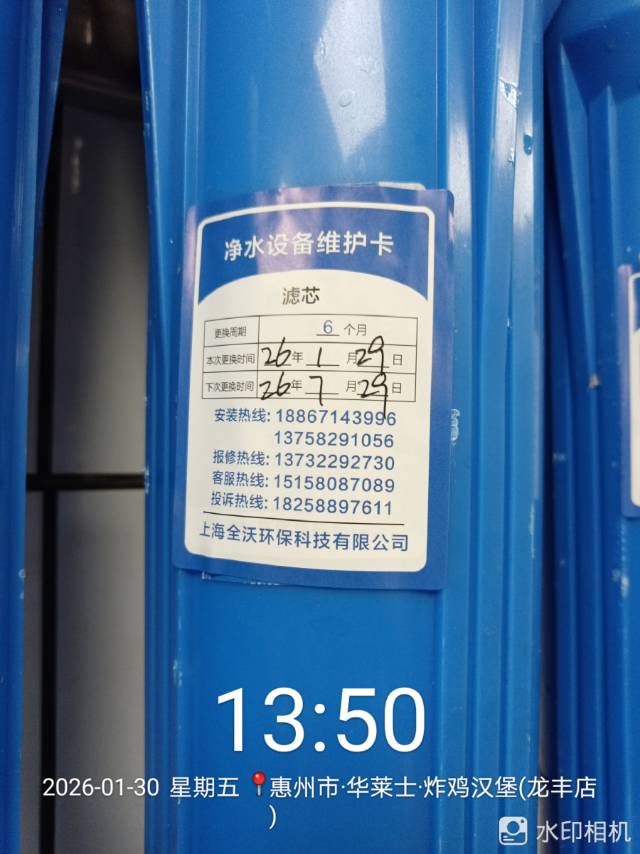 净水设备维护卡
滤芯
更换周期 6 个月
本次更换时间 26年 1 月 29 日
下次更换时间 26年 7 月 29 日
安装热线: 18867143996
13758291056
报修热线: 13732292730
客服热线: 15158087089
投诉热线: 18258897611
上海全沃环保科技有限公司
13:50
2026-01-30 星期五 📍惠州市·华莱士·炸鸡汉堡(龙丰店
)
水印相机